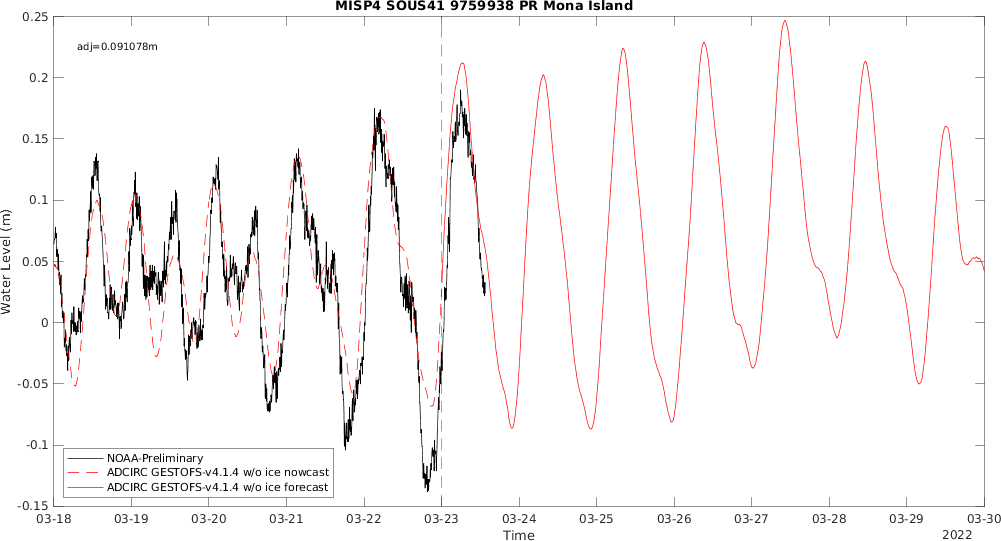 MISP4 SOUS41 9759938 PR Mona Island
adj=0.091078m
Water Level (m)
0.25
0.2
0.15
0.1
0.05
0
-0.05
-0.1
-0.15
NOAA-Preliminary
ADCIRC GESTOFS-v4.1.4 w/o ice nowcast
ADCIRC GESTOFS-v4.1.4 w/o ice forecast
03-18 03-19 03-20 03-21 03-22 03-23 03-24 03-25 03-26 03-27 03-28 03-29 03-30
Time
2022